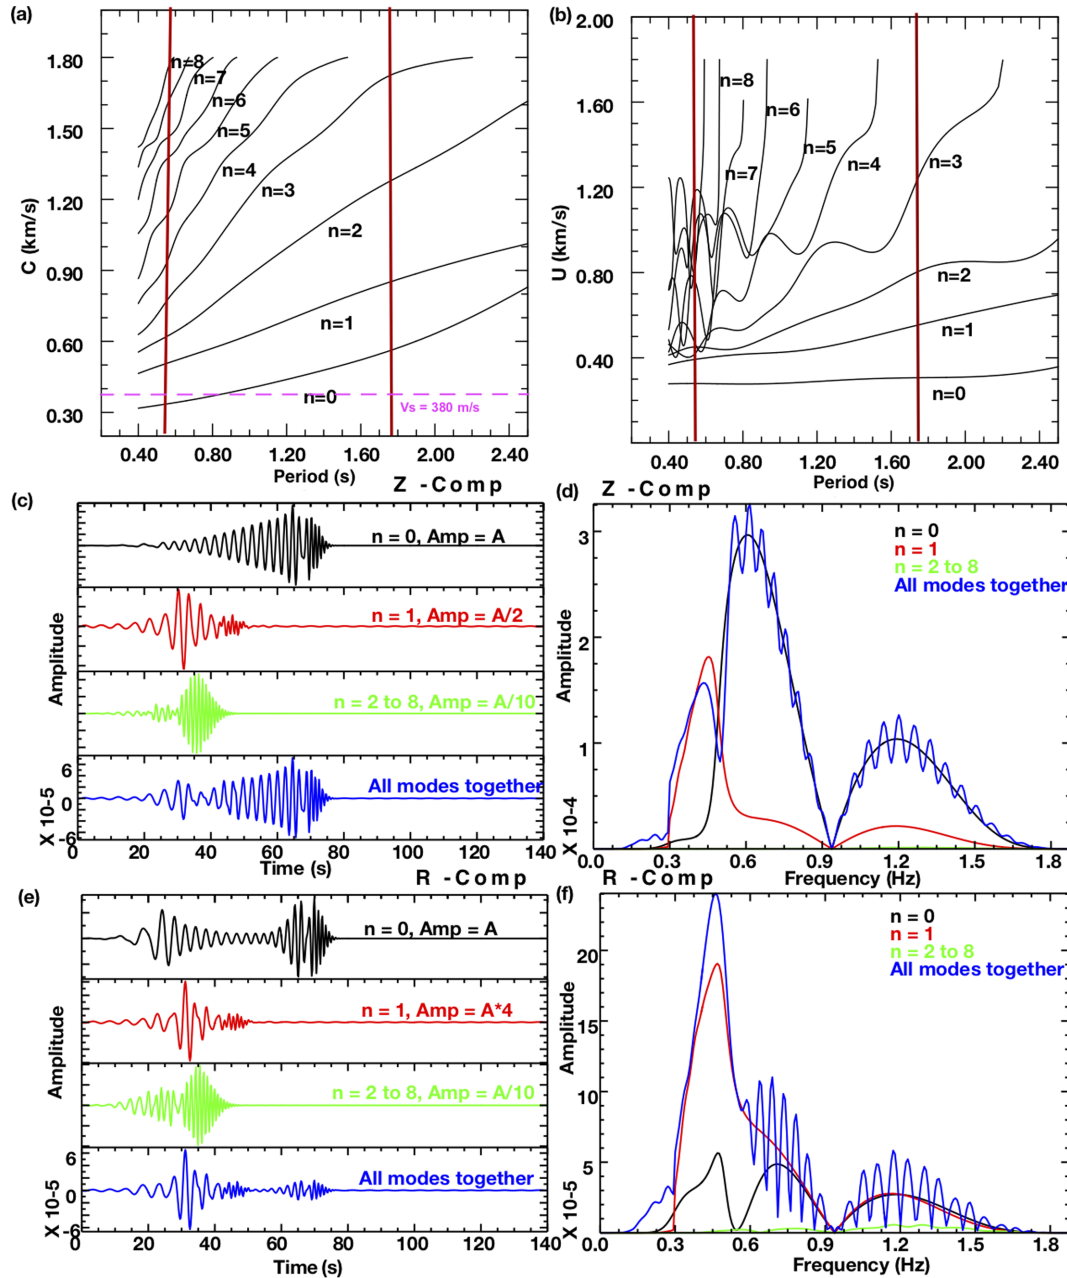 (a)
1.80
1.50
1.20
0.90
0.60
0.30
C (km/s)
n=8
n=7
n=6
n=5
n=4
n=3
n=2
n=1
n=0
Vs = 380 m/s
0.40 0.80 1.20 1.60 2.00 2.40
Period (s)
(b)
2.00
1.60
1.20
0.80
0.40
U (km/s)
n=8
n=6
n=7
n=5
n=4
n=3
n=2
n=1
n=0
0.40 0.80 1.20 1.60 2.00 2.40
Period (s)
(c)
Z -Comp
n = 0, Amp = A
n = 1, Amp = A/2
n = 2 to 8, Amp = A/10
All modes together
Amplitude
X 10-5
6
0
-6
0 20 40 60 80 100 120 140
Time (s)
(d)
Z -Comp
n = 0
n = 1
n = 2 to 8
All modes together
3
2
1
Amplitude
X 10-4
0.0 0.3 0.6 0.9 1.2 1.5 1.8
Frequency (Hz)
(e)
R -Comp
n = 0, Amp = A
n = 1, Amp = A*4
n = 2 to 8, Amp = A/10
All modes together
Amplitude
X 10-5
6
0
-6
0 20 40 60 80 100 120 140
Time (s)
(f)
R -Comp
n = 0
n = 1
n = 2 to 8
All modes together
20
15
10
5
Amplitude
X 10-5
0.0 0.3 0.6 0.9 1.2 1.5 1.8
Frequency (Hz)